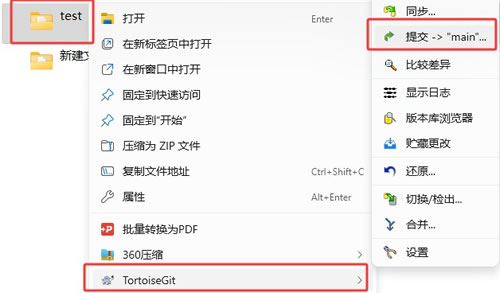 test
新建文
打开 Enter
在新标签页中打开
在新窗口中打开
固定到快速访问
固定到"开始"
压缩为 ZIP 文件
复制文件地址 Ctrl+Shift+C
属性 Alt+Enter
批量转换为PDF
360压缩
TortoiseGit
同步...
提交 -> "main"...
比较差异
显示日志
版本库浏览器
贮藏更改
还原...
切换/检出...
合并...
设置